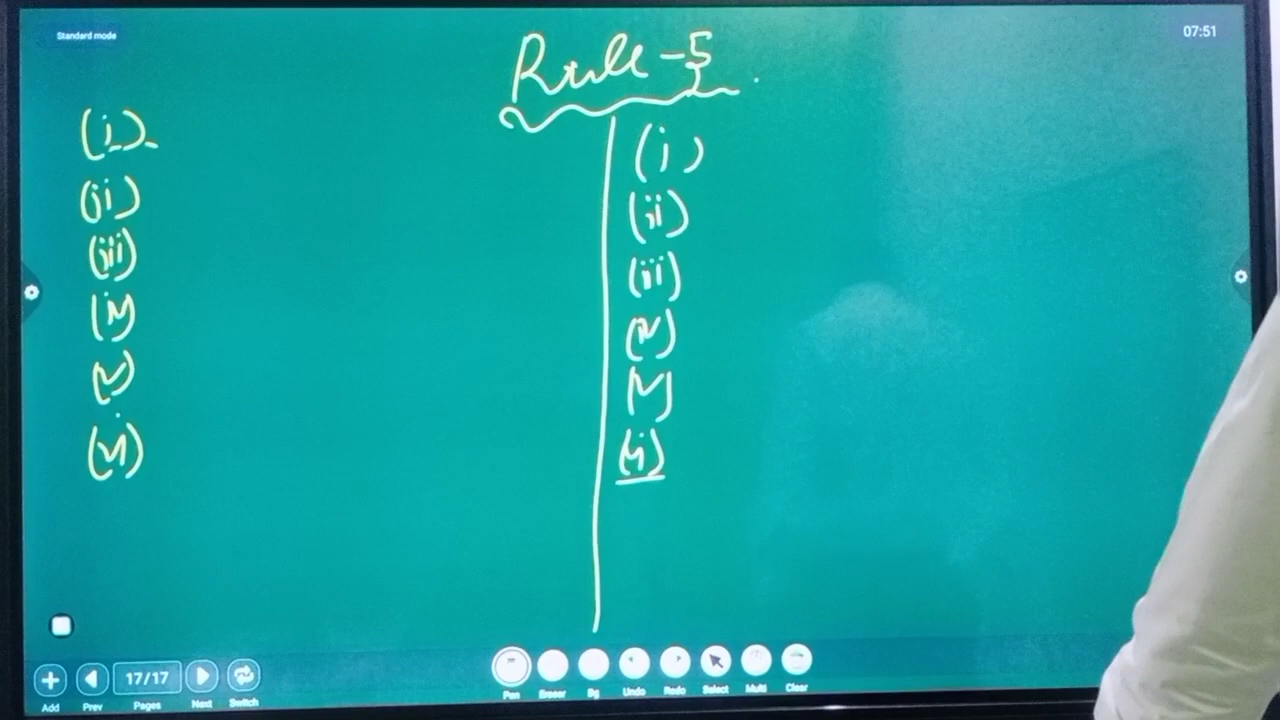 Standard mode
07:51
Rule-5
(i)
(ii)
(iii)
(iv)
(v)
(vi)
(i)
(ii)
(iii)
(iv)
(v)
(vi)
17/17
Add Prev Pages Next Switch
Pen Eraser Bg Undo Redo Select Multi Clear